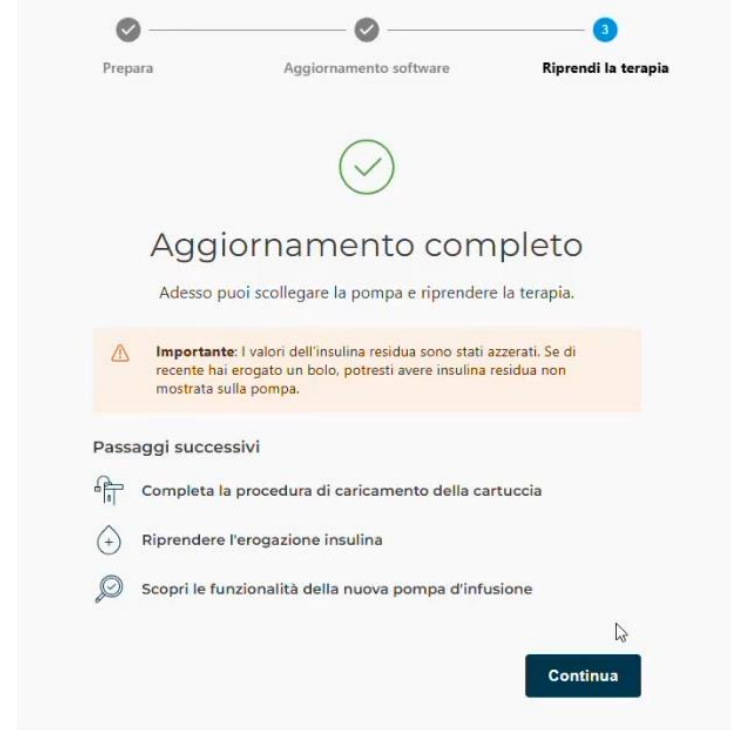 3
Prepara
Aggiornamento software
Riprendi la terapia
Aggiornamento completo
Adesso puoi scollegare la pompa e riprendere la terapia.
Importante: I valori dell'insulina residua sono stati azzerati. Se di
recente hai erogato un bolo, potresti avere insulina residua non
mostrata sulla pompa.
Passaggi successivi
Completa la procedura di caricamento della cartuccia
Riprendere l'erogazione insulina
Scopri le funzionalità della nuova pompa d'infusione
Continua